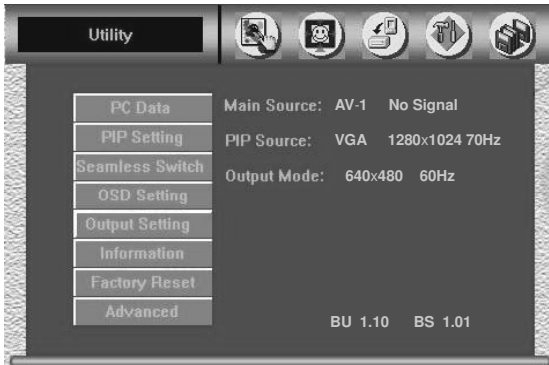 Utility
PC Data
PIP Setting
Seamless Switch
OSD Setting
Output Setting
Information
Factory Reset
Advanced
Main Source: AV-1 No Signal
PIP Source: VGA 1280x1024 70Hz
Output Mode: 640x480 60Hz
BU 1.10 BS 1.01